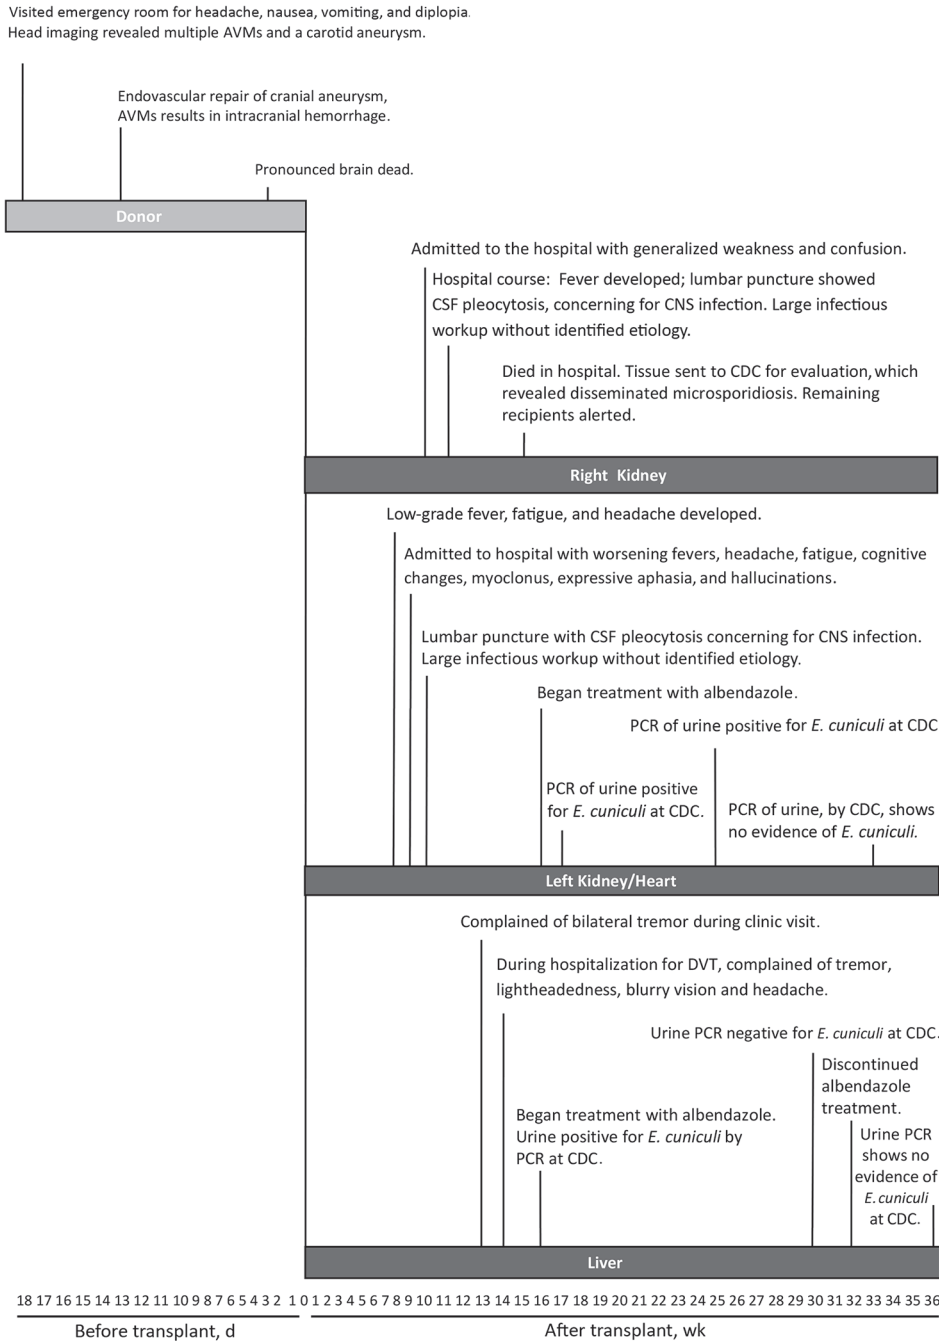 Visited emergency room for headache, nausea, vomiting, and diplopia.
Head imaging revealed multiple AVMs and a carotid aneurysm.
Endovascular repair of cranial aneurysm,
AVMs results in intracranial hemorrhage.
Pronounced brain dead.
Donor
Admitted to the hospital with generalized weakness and confusion.
Hospital course: Fever developed; lumbar puncture showed
CSF pleocytosis, concerning for CNS infection. Large infectious
workup without identified etiology.
Died in hospital. Tissue sent to CDC for evaluation, which
revealed disseminated microsporidiosis. Remaining
recipients alerted.
Right Kidney
Low-grade fever, fatigue, and headache developed.
Admitted to hospital with worsening fevers, headache, fatigue, cognitive
changes, myoclonus, expressive aphasia, and hallucinations.
Lumbar puncture with CSF pleocytosis concerning for CNS infection.
Large infectious workup without identified etiology.
Began treatment with albendazole.
PCR of urine positive for E. cuniculi at CDC
PCR of urine positive
for E. cuniculi at CDC.
PCR of urine, by CDC, shows
no evidence of E. cuniculi.
Left Kidney/Heart
Complained of bilateral tremor during clinic visit.
During hospitalization for DVT, complained of tremor,
lightheadedness, blurry vision and headache.
Urine PCR negative for E. cuniculi at CDC.
Discontinued
albendazole
treatment.
Began treatment with albendazole.
Urine positive for E. cuniculi by
PCR at CDC.
Urine PCR
shows no
evidence of
E. cuniculi
at CDC.
Liver
18 17 16 15 14 13 12 11 10 9 8 7 6 5 4 3 2 1 0 1 2 3 4 5 6 7 8 9 10 11 12 13 14 15 16 17 18 19 20 21 22 23 24 25 26 27 28 29 30 31 32 33 34 35 36
Before transplant, d
After transplant, wk